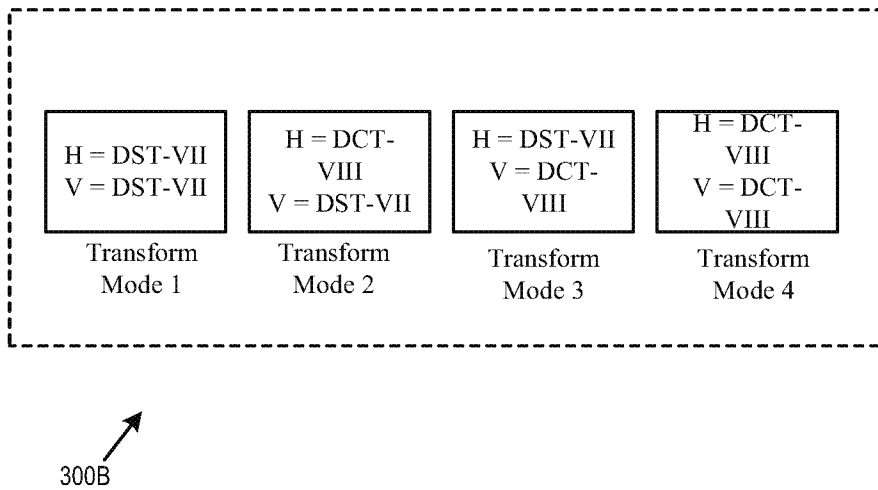 H = DST-VII
V = DST-VII
Transform
Mode 1
H = DCT-
VIII
V = DST-VII
Transform
Mode 2
H = DST-VII
V = DCT-
VIII
Transform
Mode 3
H = DCT-
VIII
V = DCT-
VIII
Transform
Mode 4
300B